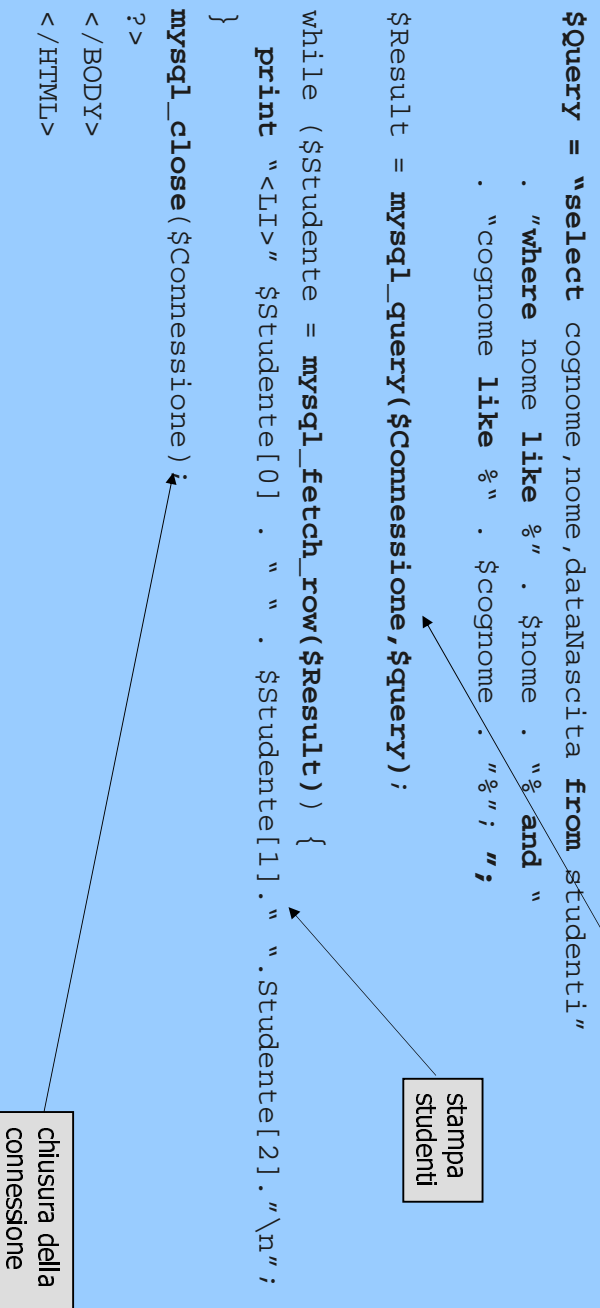 $Query = "select cognome,nome,dataNascita from studenti"
. "where nome like %" . $nome . "% and "
. "cognome like %" . $cognome . "%"; ";
$Result = mysql_query($Connessione,$query);
while ($Studente = mysql_fetch_row($Result)) {
print "<LI>" $Studente[0] . " " . $Studente[1]." ".Studente[2]."\n";
}
mysql_close($Connessione);
?>
</BODY>
</HTML>
stampa
studenti
chiusura della
connessione